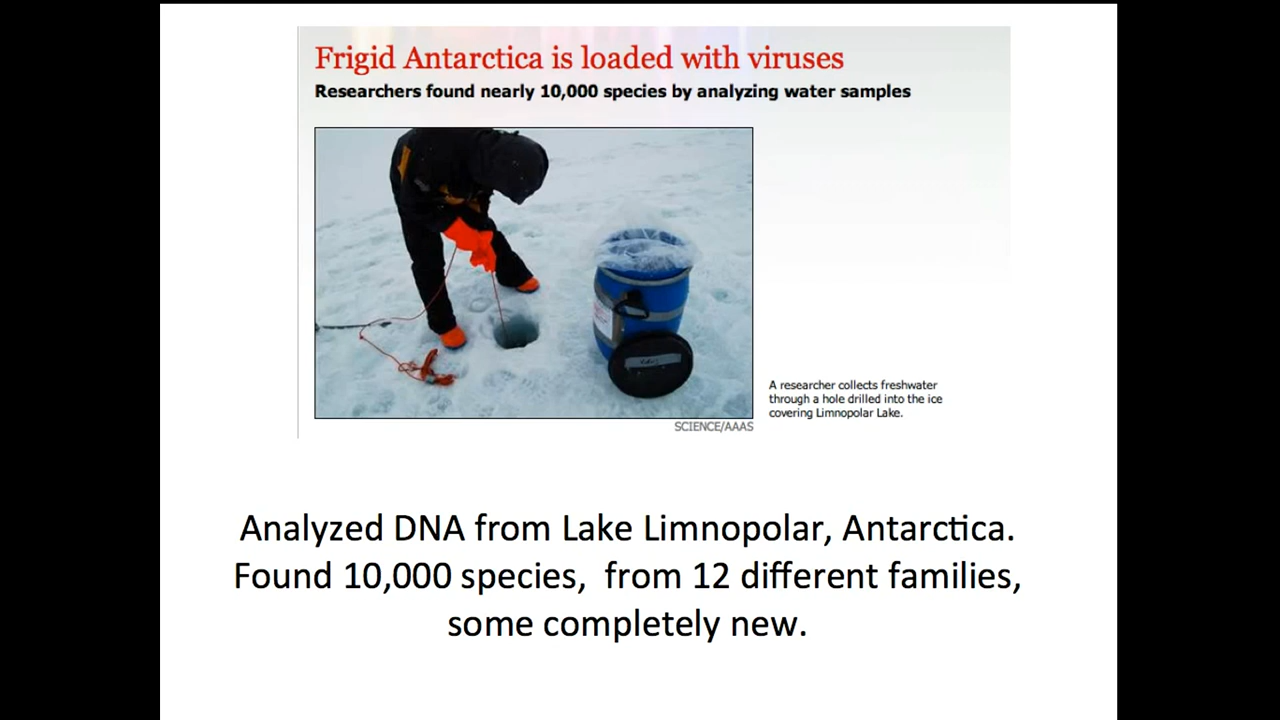 Frigid Antarctica is loaded with viruses
Researchers found nearly 10,000 species by analyzing water samples
A researcher collects freshwater
through a hole drilled into the ice
covering Limnopolar Lake.
SCIENCE/AAAS
Analyzed DNA from Lake Limnopolar, Antarctica.
Found 10,000 species, from 12 different families,
some completely new.